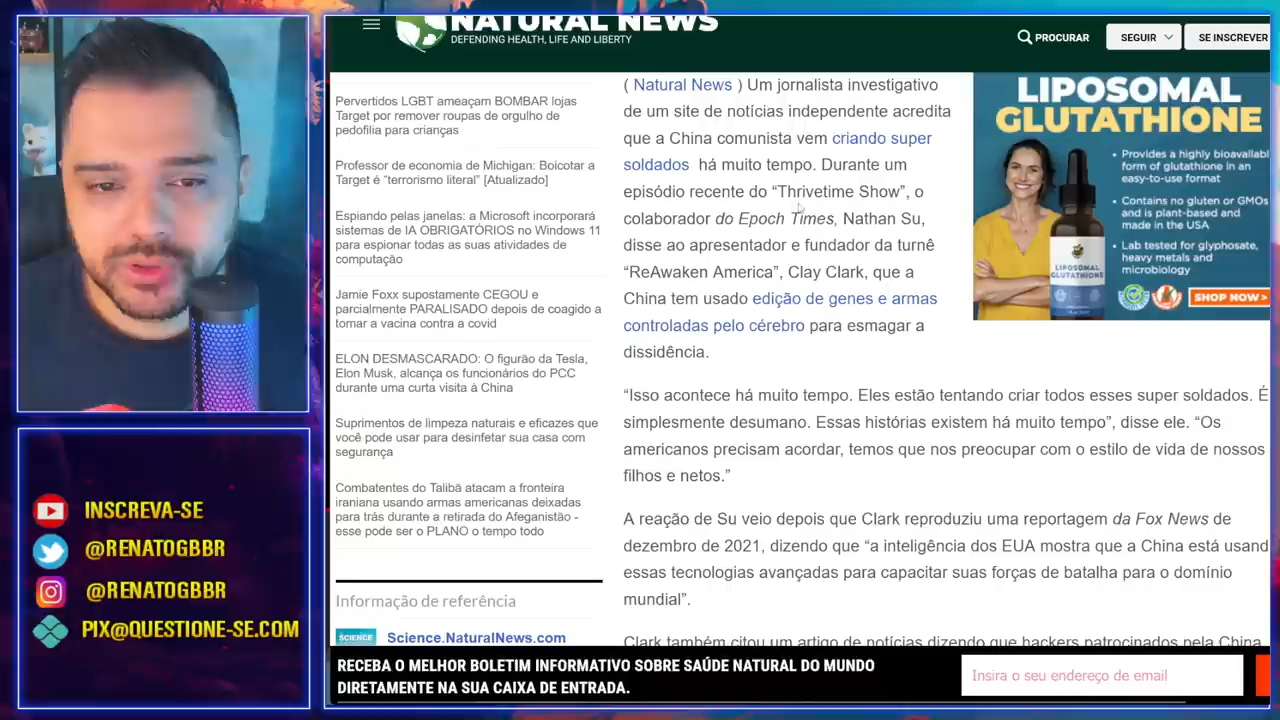 NATURAL NEWS
DEFENDING HEALTH, LIFE AND LIBERTY
PROCURAR
SEGUIR
SE INSCREVER
Pervertidos LGBT ameaçam BOMBAR lojas
Target por remover roupas de orgulho de
pedofilia para crianças
Professor de economia de Michigan: Boicotar a
Target é “terrorismo literal” [Atualizado]
Espiando pelas janelas: a Microsoft incorporará
sistemas de IA OBRIGATÓRIOS no Windows 11
para espionar todas as suas atividades de
computação
Jamie Foxx supostamente CEGOU e
parcialmente PARALISADO depois de coagido a
tomar a vacina contra a covid
ELON DESMASCARADO: O figurão da Tesla,
Elon Musk, alcança os funcionários do PCC
durante uma curta visita à China
Suprimentos de limpeza naturais e eficazes que
você pode usar para desinfetar sua casa com
segurança
Combatentes do Talibã atacam a fronteira
iraniana usando armas americanas deixadas
para trás durante a retirada do Afeganistão -
esse pode ser o PLANO o tempo todo
Informação de referência
SCIENCE
Science.NaturalNews.com
( Natural News ) Um jornalista investigativo
de um site de notícias independente acredita
que a China comunista vem criando super
soldados há muito tempo. Durante um
episódio recente do “Thrivetime Show”, o
colaborador do Epoch Times, Nathan Su,
disse ao apresentador e fundador da turnê
“ReAwaken America”, Clay Clark, que a
China tem usado edição de genes e armas
controladas pelo cérebro para esmagar a
dissidência.
“Isso acontece há muito tempo. Eles estão tentando criar todos esses super soldados. É
simplesmente desumano. Essas histórias existem há muito tempo”, disse ele. “Os
americanos precisam acordar, temos que nos preocupar com o estilo de vida de nossos
filhos e netos.”
A reação de Su veio depois que Clark reproduziu uma reportagem da Fox News de
dezembro de 2021, dizendo que “a inteligência dos EUA mostra que a China está usand
essas tecnologias avançadas para capacitar suas forças de batalha para o domínio
mundial”.
Clark também citou um artigo de notícias dizendo que hackers patrocinados pela China
LIPOSOMAL
GLUTATHIONE
• Provides a highly bioavailabl
form of glutathione in an
easy-to-use format
• Contains no gluten or GMOs
and is plant-based and
made in the USA
• Lab tested for glyphosate,
heavy metals and
microbiology
LIPOSOMAL
GLUTATHIONE
SHOP NOW>
INSCREVA-SE
@RENATOGBBR
@RENATOGBBR
PIX@QUESTIONE-SE.COM
RECEBA O MELHOR BOLETIM INFORMATIVO SOBRE SAÚDE NATURAL DO MUNDO
DIRETAMENTE NA SUA CAIXA DE ENTRADA.
Insira o seu endereço de email